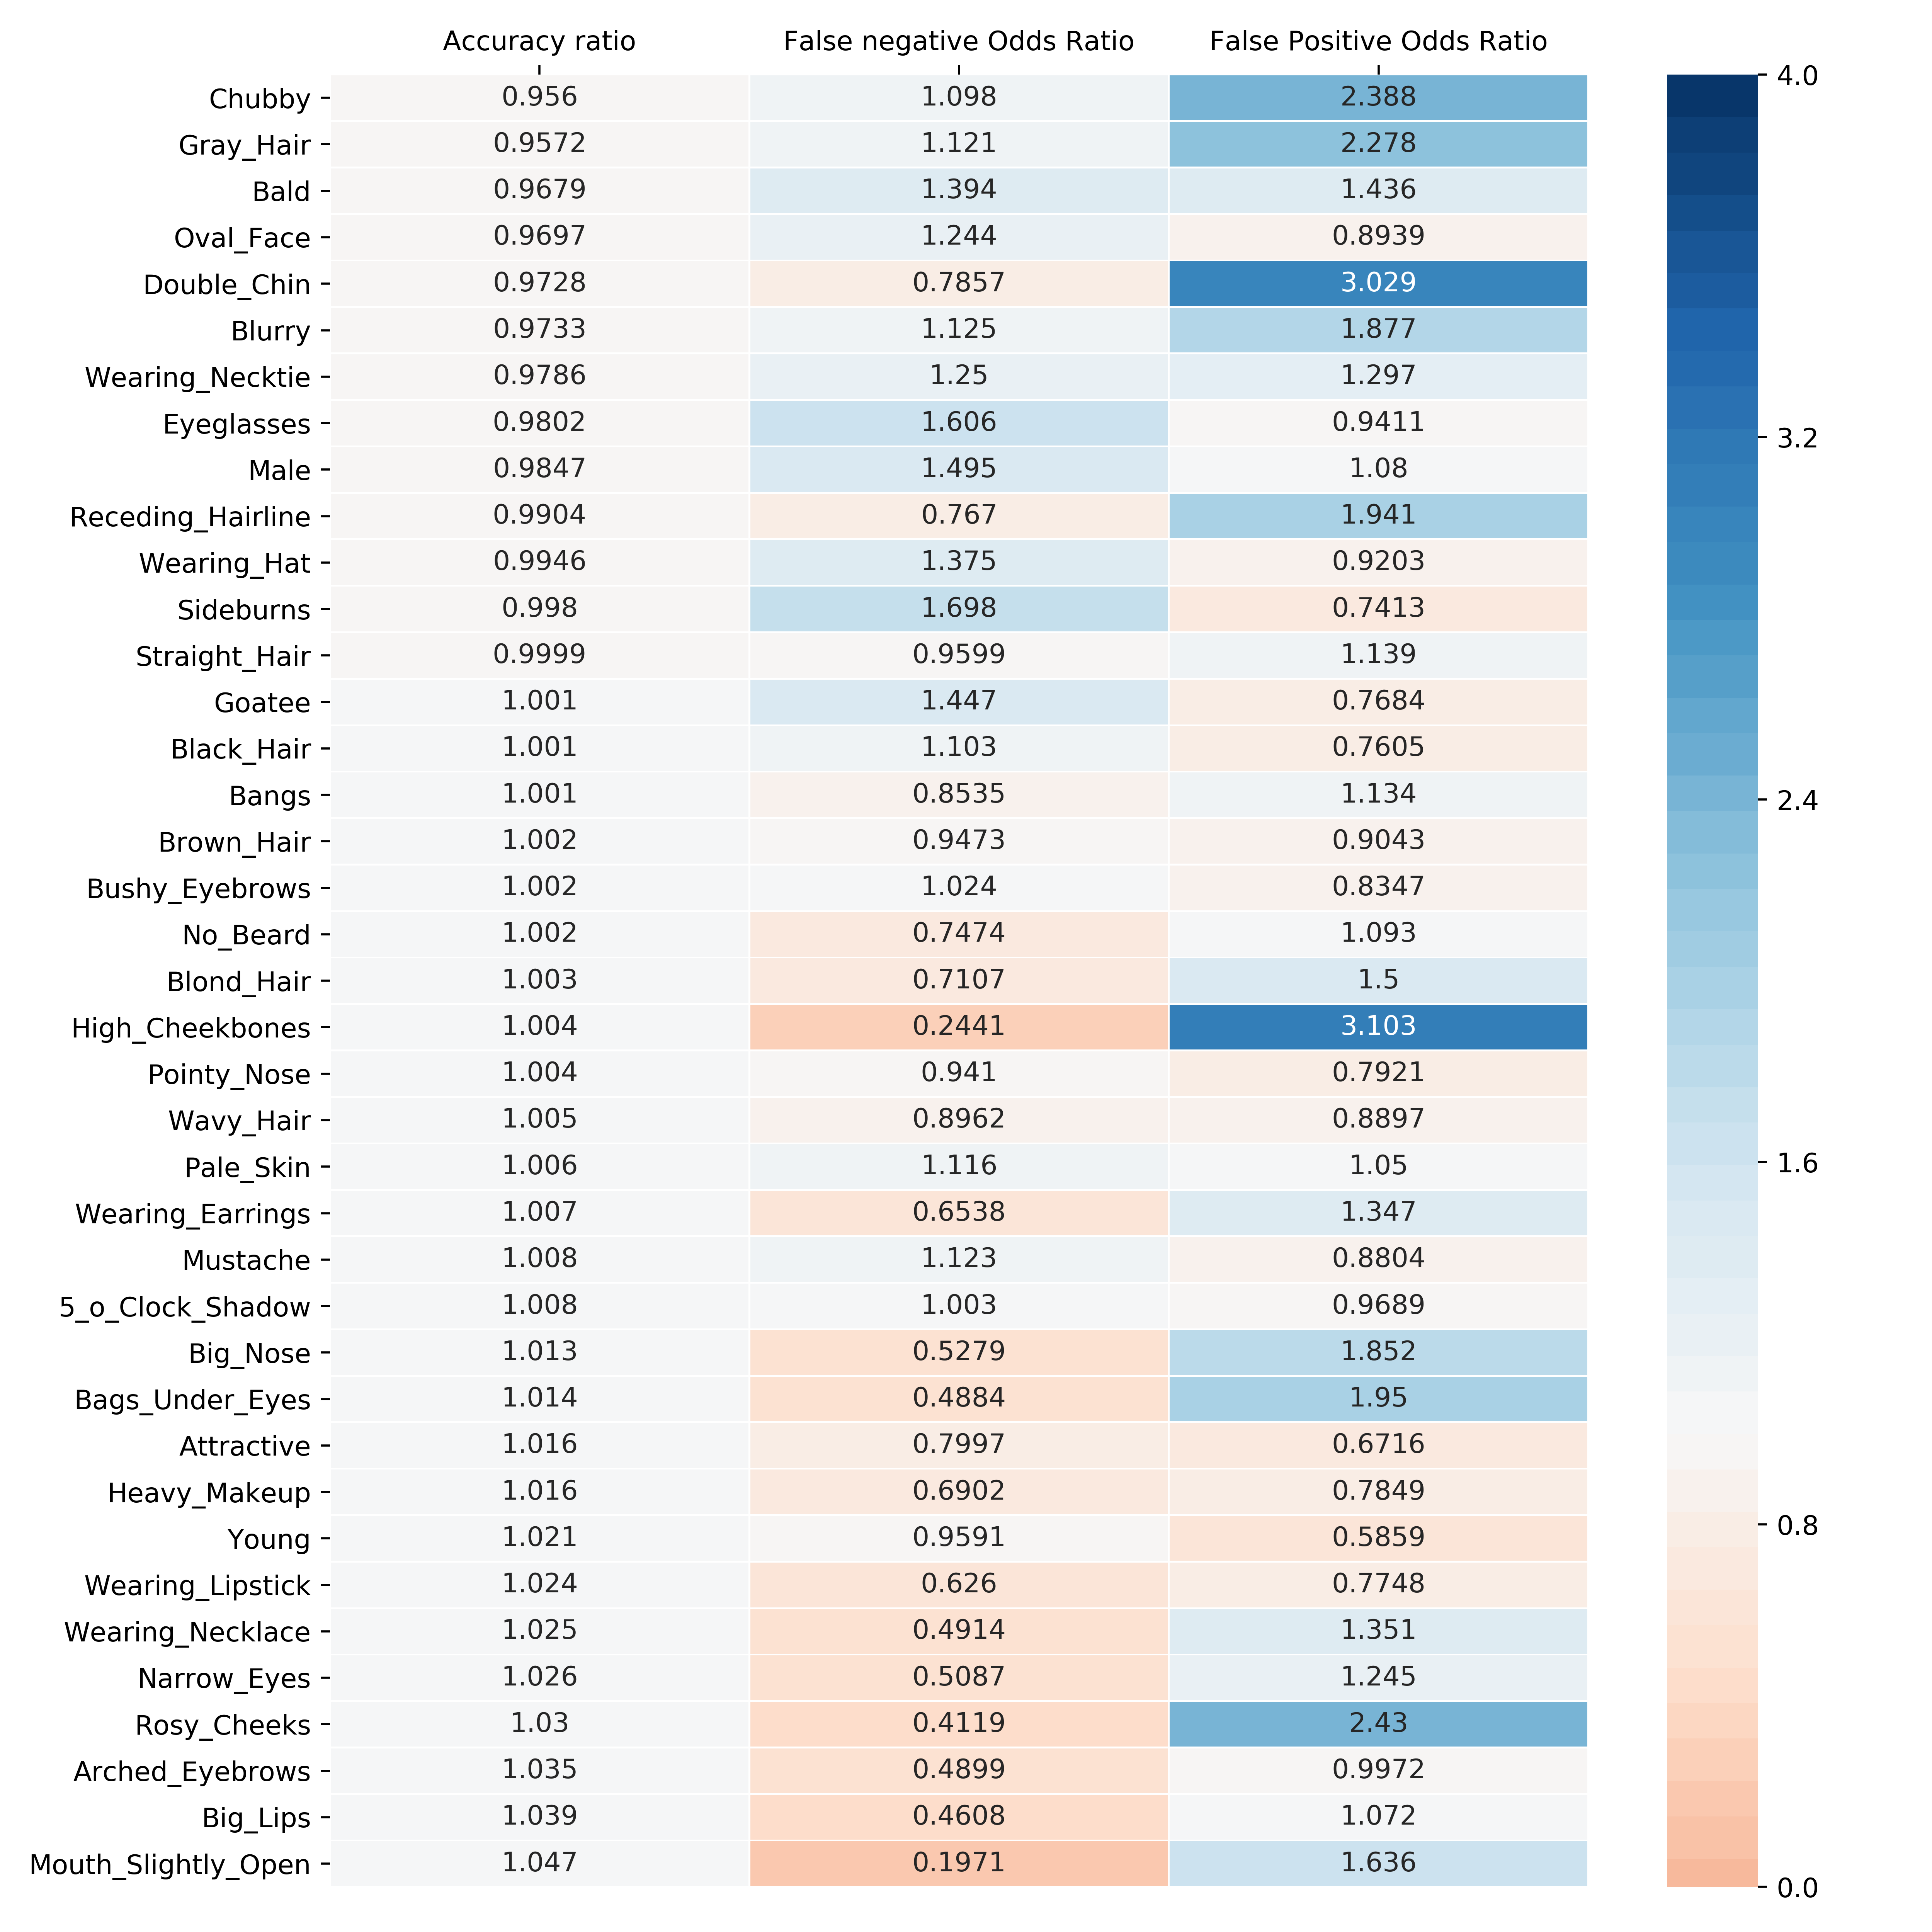 Accuracy ratio False negative Odds Ratio False Positive Odds Ratio
Chubby 0.956 1.098 2.388
Gray_Hair 0.9572 1.121 2.278
Bald 0.9679 1.394 1.436
Oval_Face 0.9697 1.244 0.8939
Double_Chin 0.9728 0.7857 3.029
Blurry 0.9733 1.125 1.877
Wearing_Necktie 0.9786 1.25 1.297
Eyeglasses 0.9802 1.606 0.9411
Male 0.9847 1.495 1.08
Receding_Hairline 0.9904 0.767 1.941
Wearing_Hat 0.9946 1.375 0.9203
Sideburns 0.998 1.698 0.7413
Straight_Hair 0.9999 0.9599 1.139
Goatee 1.001 1.447 0.7684
Black_Hair 1.001 1.103 0.7605
Bangs 1.001 0.8535 1.134
Brown_Hair 1.002 0.9473 0.9043
Bushy_Eyebrows 1.002 1.024 0.8347
No_Beard 1.002 0.7474 1.093
Blond_Hair 1.003 0.7107 1.5
High_Cheekbones 1.004 0.2441 3.103
Pointy_Nose 1.004 0.941 0.7921
Wavy_Hair 1.005 0.8962 0.8897
Pale_Skin 1.006 1.116 1.05
Wearing_Earrings 1.007 0.6538 1.347
Mustache 1.008 1.123 0.8804
5_o_Clock_Shadow 1.008 1.003 0.9689
Big_Nose 1.013 0.5279 1.852
Bags_Under_Eyes 1.014 0.4884 1.95
Attractive 1.016 0.7997 0.6716
Heavy_Makeup 1.016 0.6902 0.7849
Young 1.021 0.9591 0.5859
Wearing_Lipstick 1.024 0.626 0.7748
Wearing_Necklace 1.025 0.4914 1.351
Narrow_Eyes 1.026 0.5087 1.245
Rosy_Cheeks 1.03 0.4119 2.43
Arched_Eyebrows 1.035 0.4899 0.9972
Big_Lips 1.039 0.4608 1.072
Mouth_Slightly_Open 1.047 0.1971 1.636
4.0
3.2
2.4
1.6
0.8
0.0